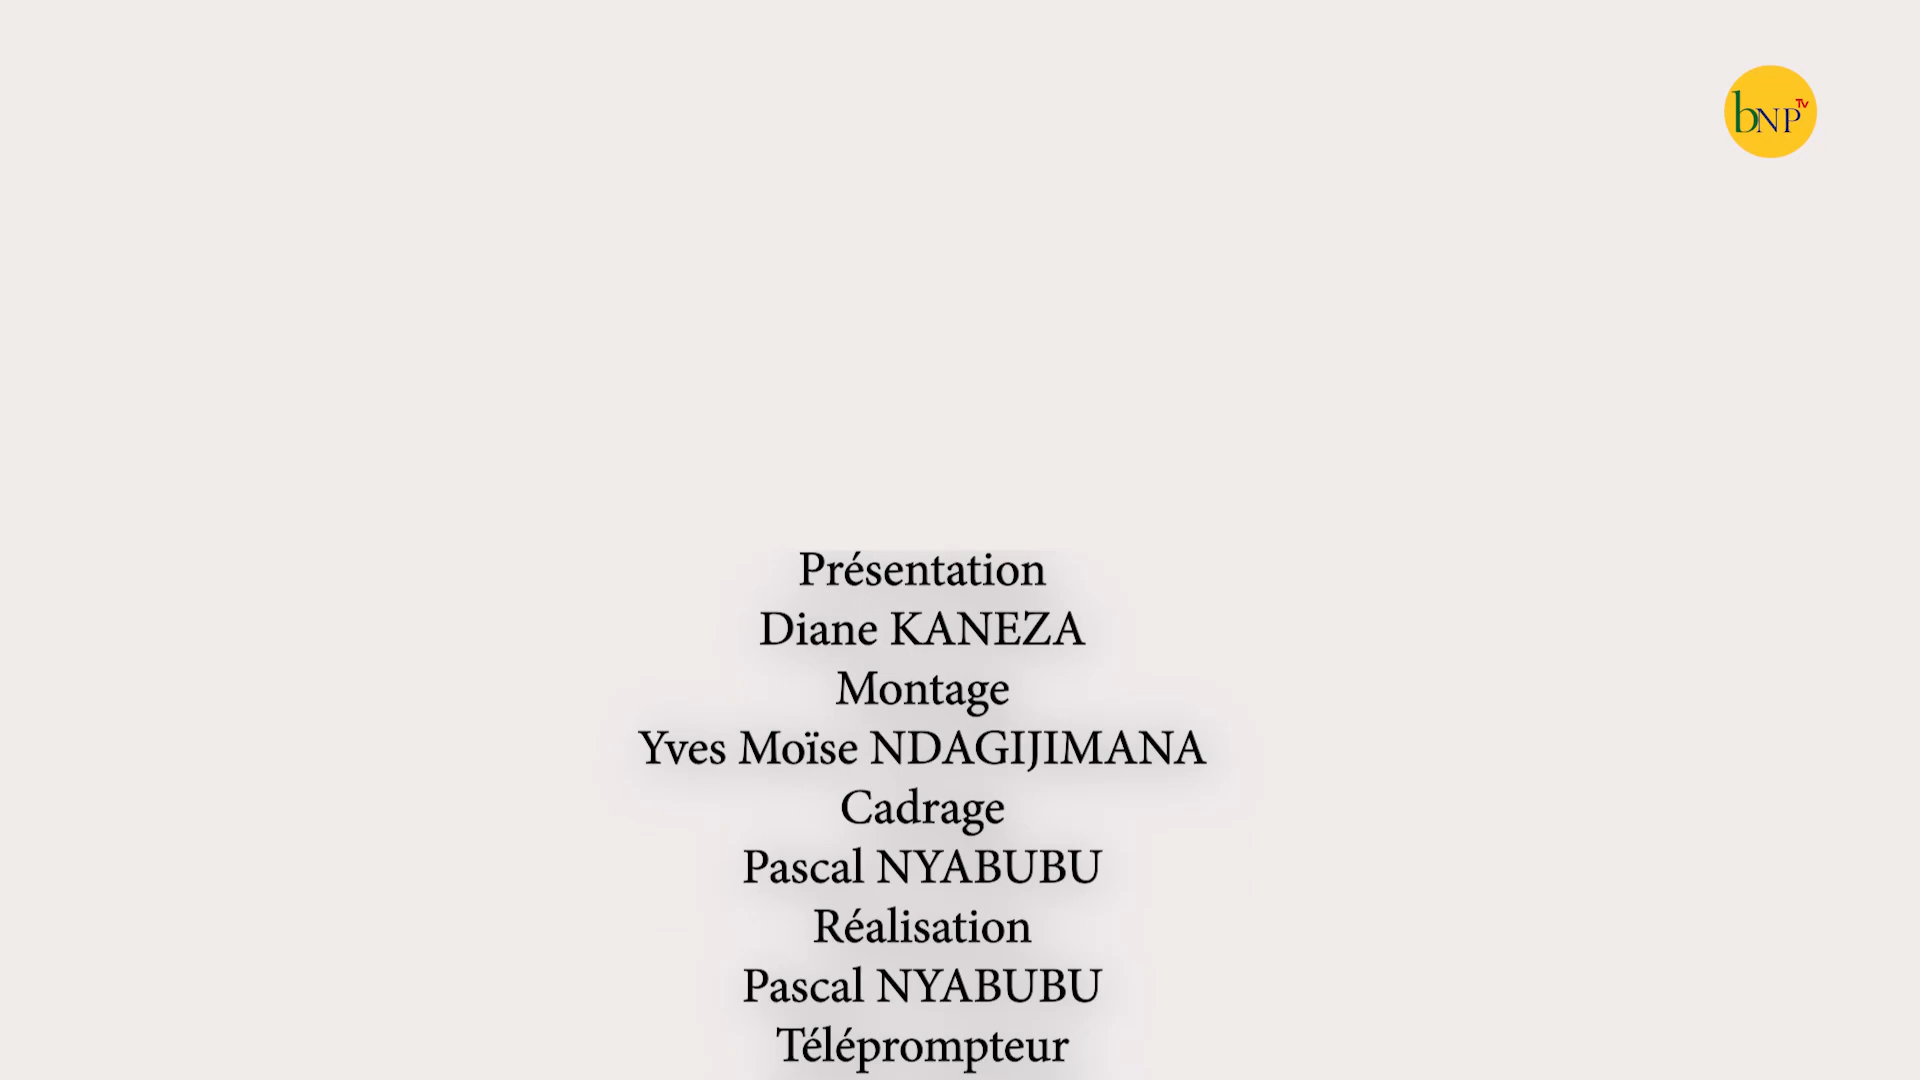 bNP Tv
Présentation
Diane KANEZA
Montage
Yves Moïse NDAGIJIMANA
Cadrage
Pascal NYABUBU
Réalisation
Pascal NYABUBU
Téléprompteur